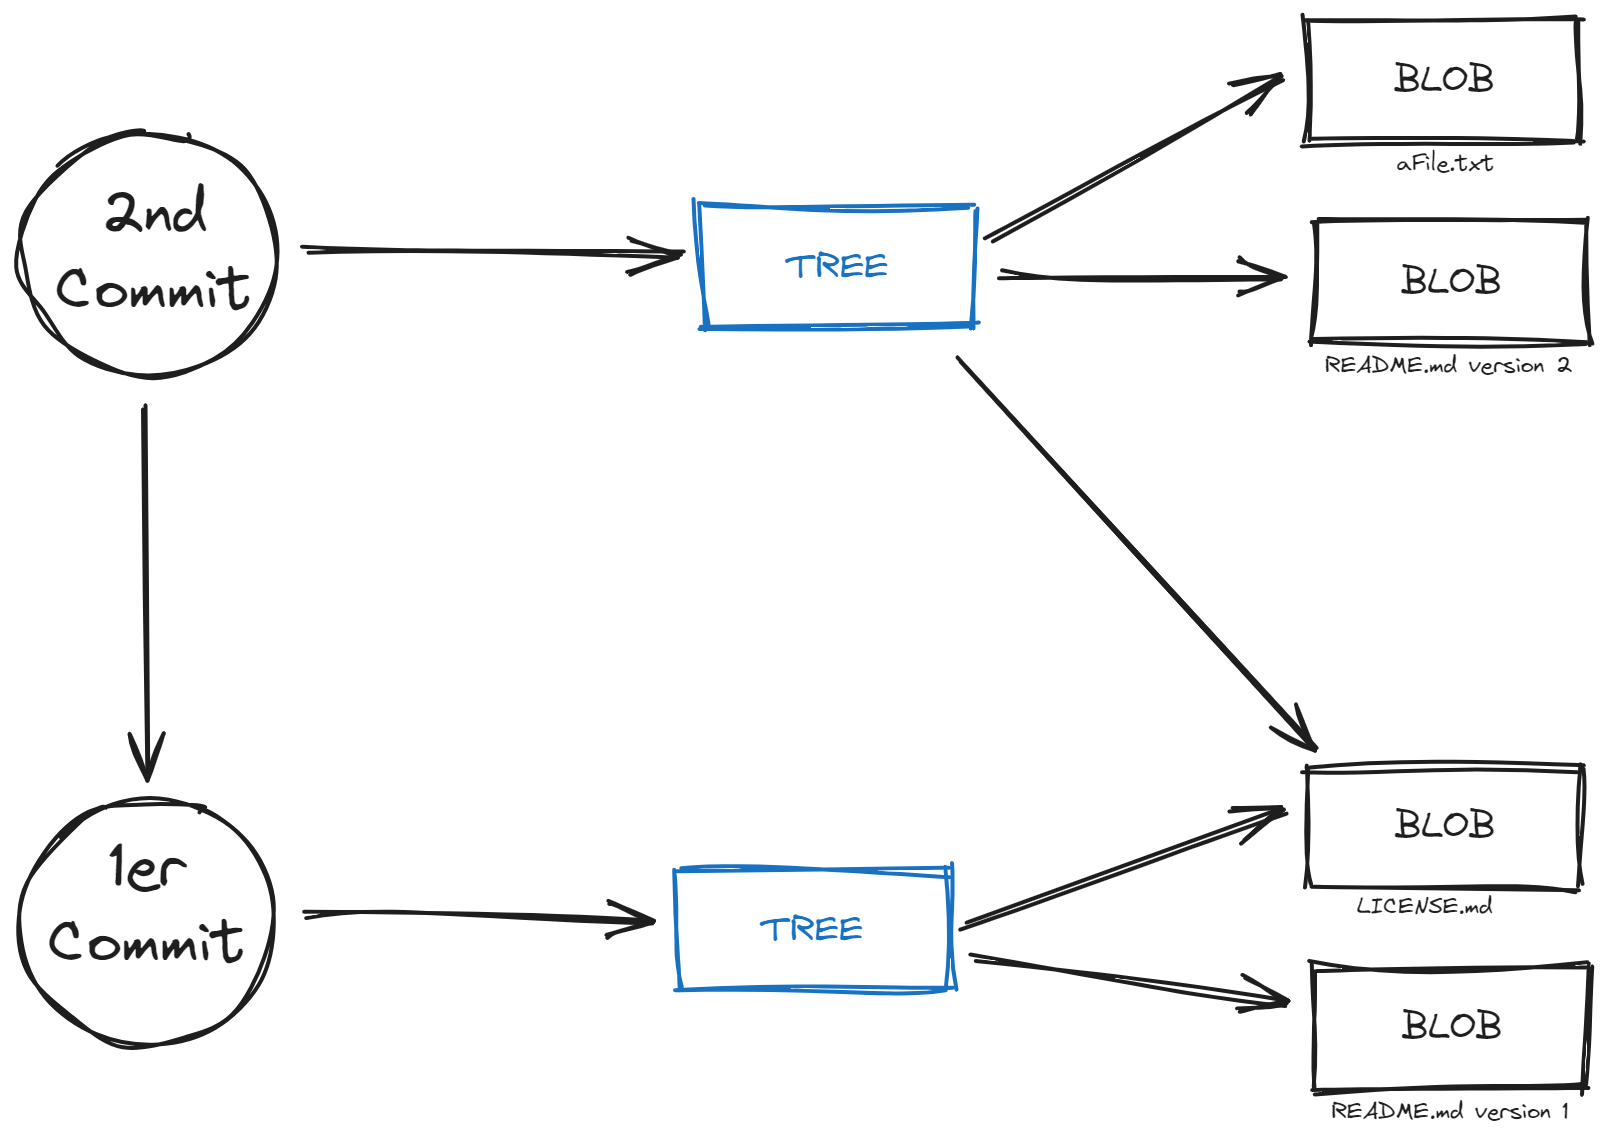 BLOB
aFile.txt
2nd
Commit
TREE
BLOB
README.md version 2
1er
Commit
TREE
BLOB
LICENSE.md
BLOB
README.md version 1